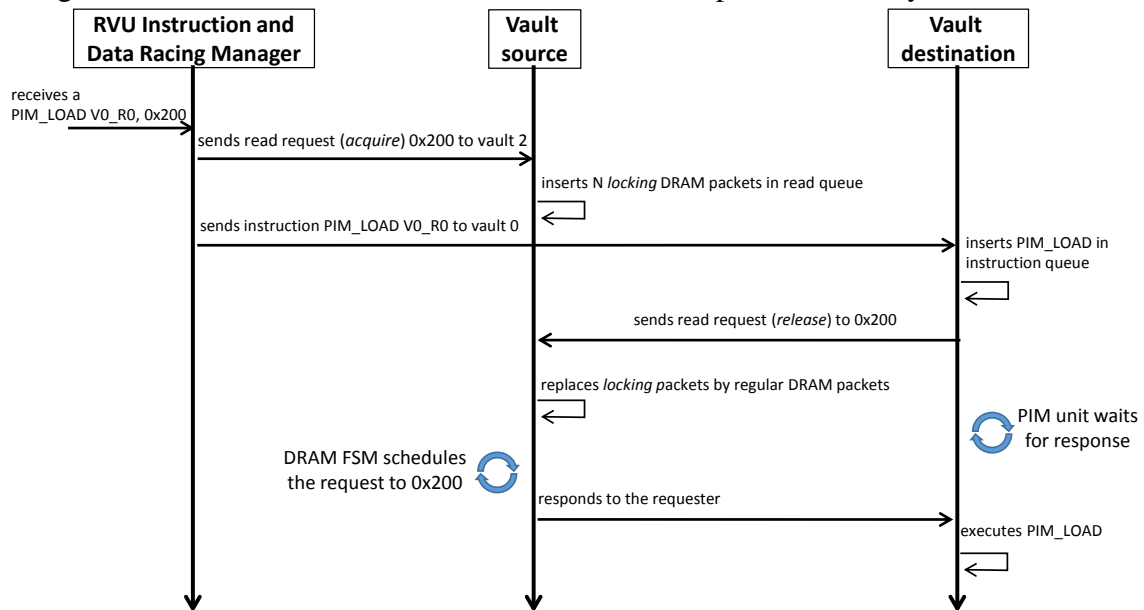 RVU Instruction and
Data Racing Manager
Vault
source
Vault
destination
receives a
PIM_LOAD V0_R0, 0x200
sends read request (acquire) 0x200 to vault 2
inserts N locking DRAM packets in read queue
sends instruction PIM_LOAD V0_R0 to vault 0
inserts PIM_LOAD in
instruction queue
sends read request (release) to 0x200
replaces locking packets by regular DRAM packets
PIM unit waits
for response
DRAM FSM schedules
the request to 0x200
responds to the requester
executes PIM_LOAD